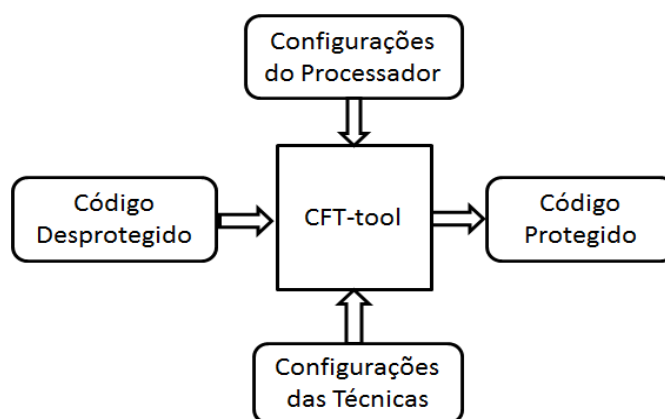 Configurações
do Processador
Código
Desprotegido
CFT-tool
Código
Protegido
Configurações
das Técnicas